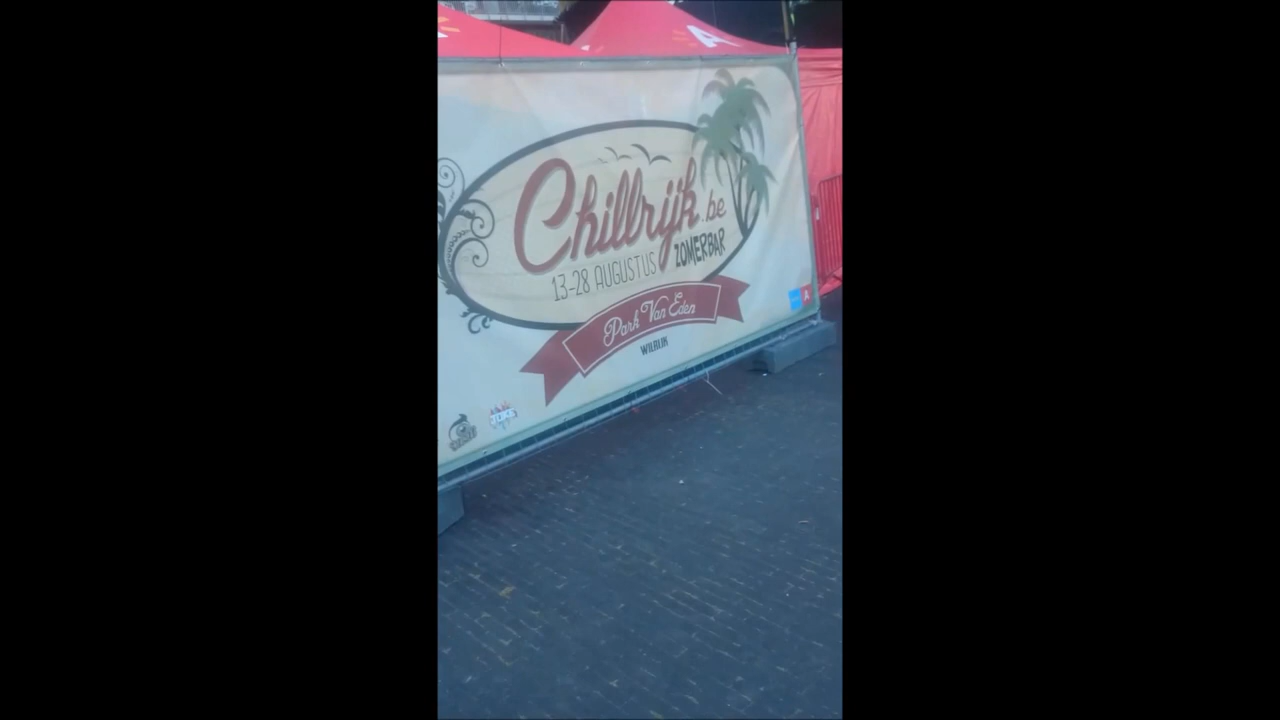 A
Chillrijk.be
ZOMERBAR
13-28 AUGUSTUS
Park Van Eden
WILRIJK
A